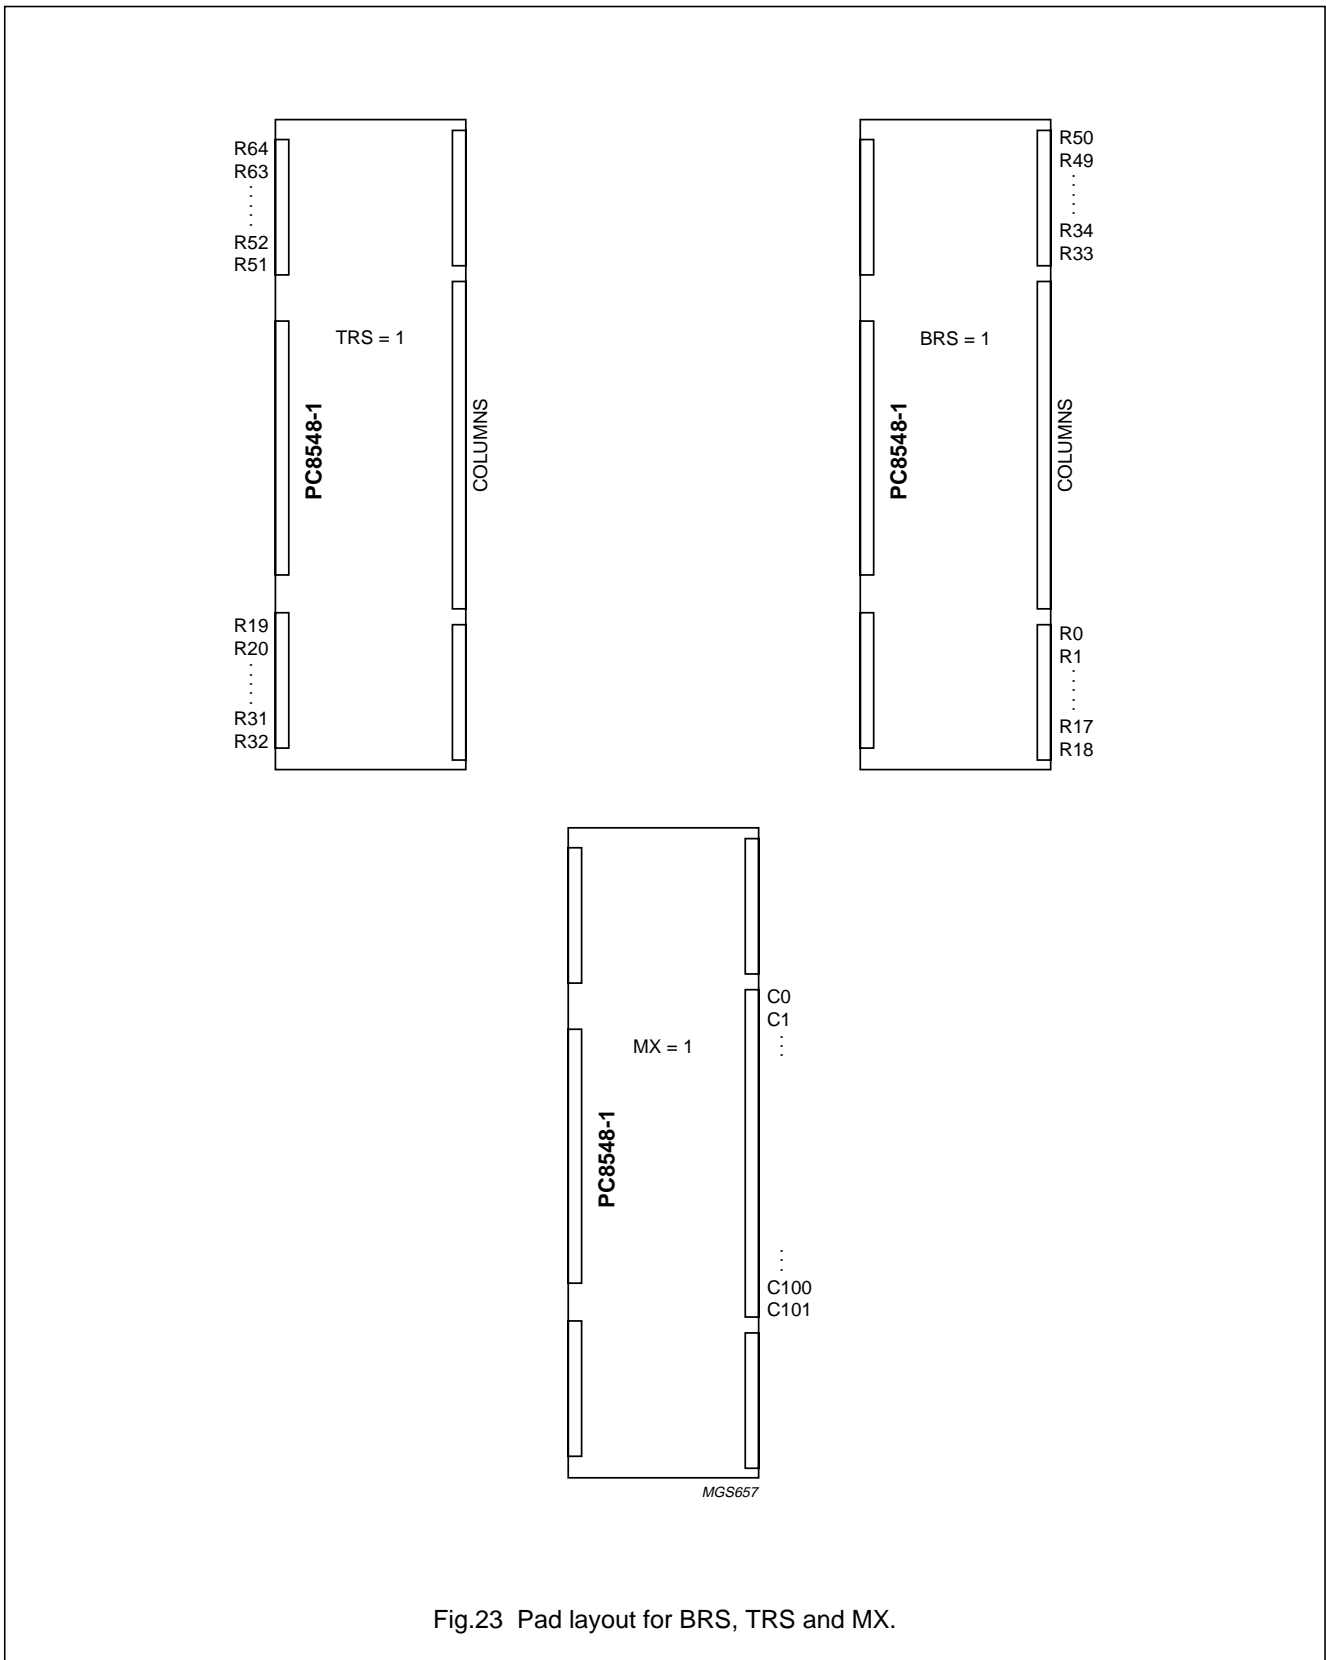 R64
R63
R52
R51
TRS = 1
PC8548-1
COLUMNS
R19
R20
R31
R32
R50
R49
R34
R33
BRS = 1
PC8548-1
COLUMNS
R0
R1
R17
R18
C0
C1
MX = 1
PC8548-1
C100
C101
MGS657
Fig.23 Pad layout for BRS, TRS and MX.